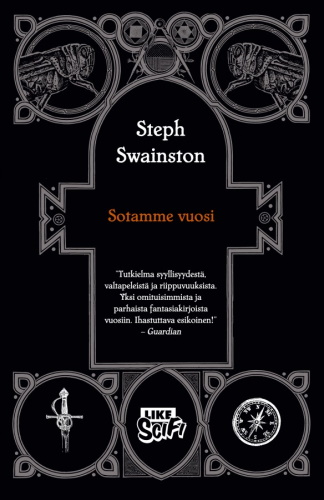 Steph
Swainston
Sotamme vuosi
"Tutkielma syyllisyydestä,
valtapeleistä ja riippuvuuksista.
Yksi omituisimmista ja
parhaista fantasiakirjoista
vuosiin. Ihastuttava esikoinen!"
– Guardian
LIKE
SCIFI